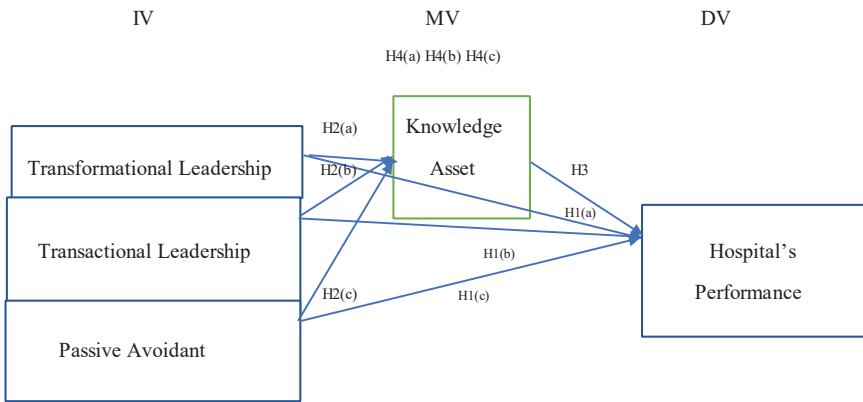 IV
MV
DV
H4(a) H4(b) H4(c)
H2(a)
Knowledge
Asset
Transformational Leadership
H2(b)
H3
H1(a)
Transactional Leadership
H1(b)
Hospital’s
Performance
H2(c)
H1(c)
Passive Avoidant